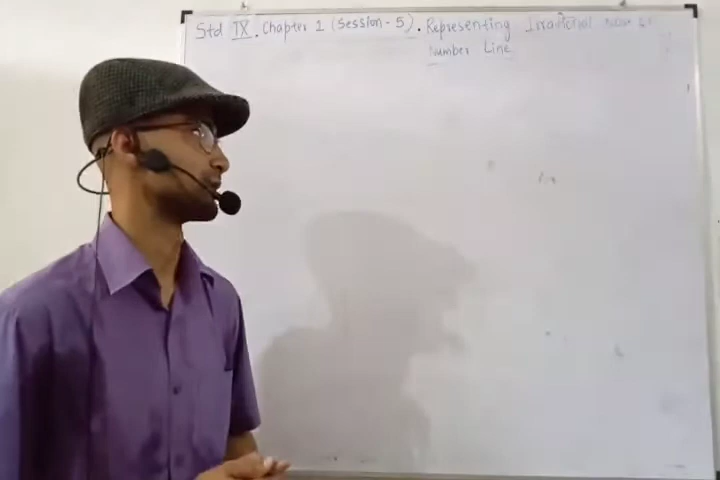 Std IX. Chapter 1 (Session - 5). Representing Irrational
Number Line